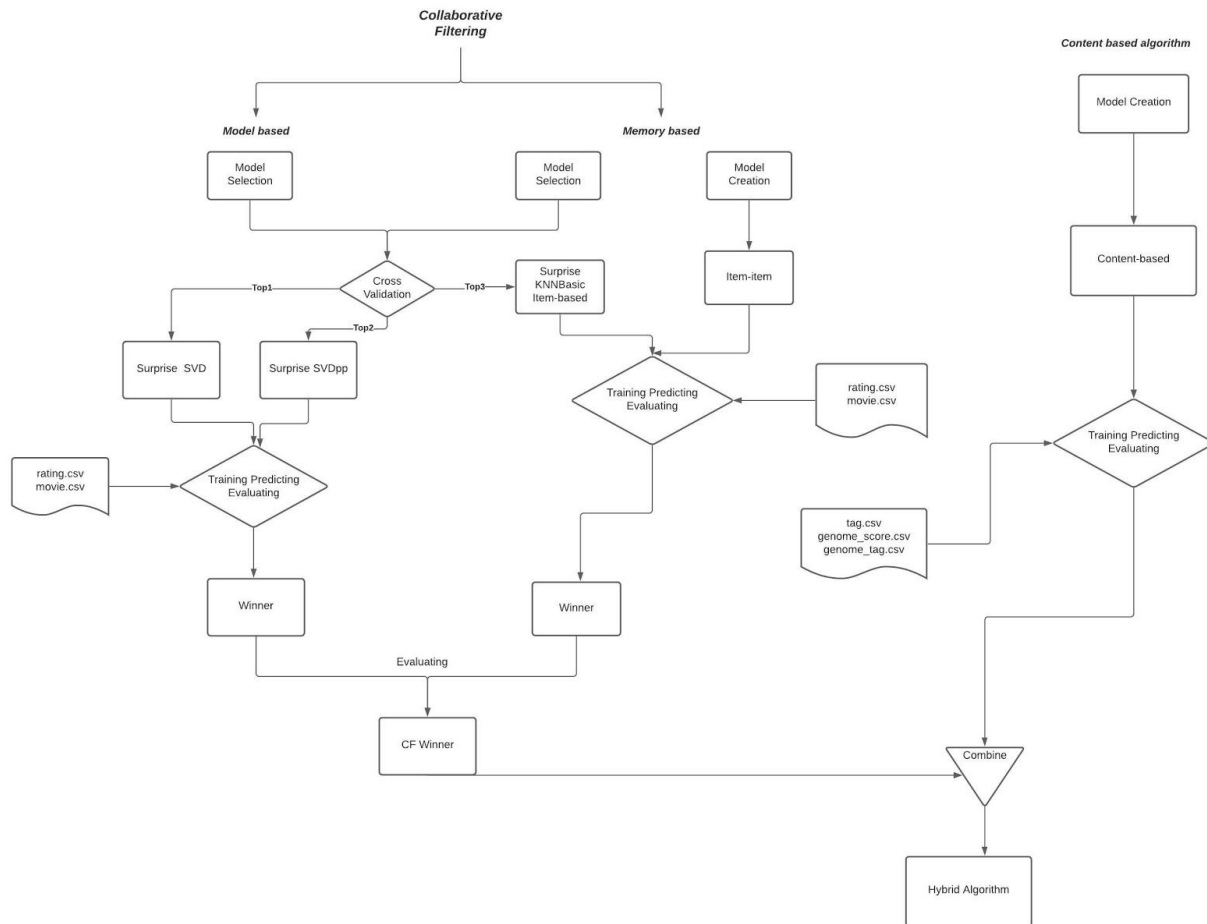 Collaborative
Filtering
Content based algorithm
Model Creation
Model based
Memory based
Model
Selection
Model
Selection
Model
Creation
Content-based
Cross
Validation
Top1
Top3
Top2
Surprise
KNNBasic
Item-based
Item-item
Surprise SVD
Surprise SVDpp
Training Predicting
Evaluating
rating.csv
movie.csv
Training Predicting
Evaluating
rating.csv
movie.csv
Training Predicting
Evaluating
tag.csv
genome_score.csv
genome_tag.csv
Winner
Winner
Evaluating
CF Winner
Combine
Hybrid Algorithm